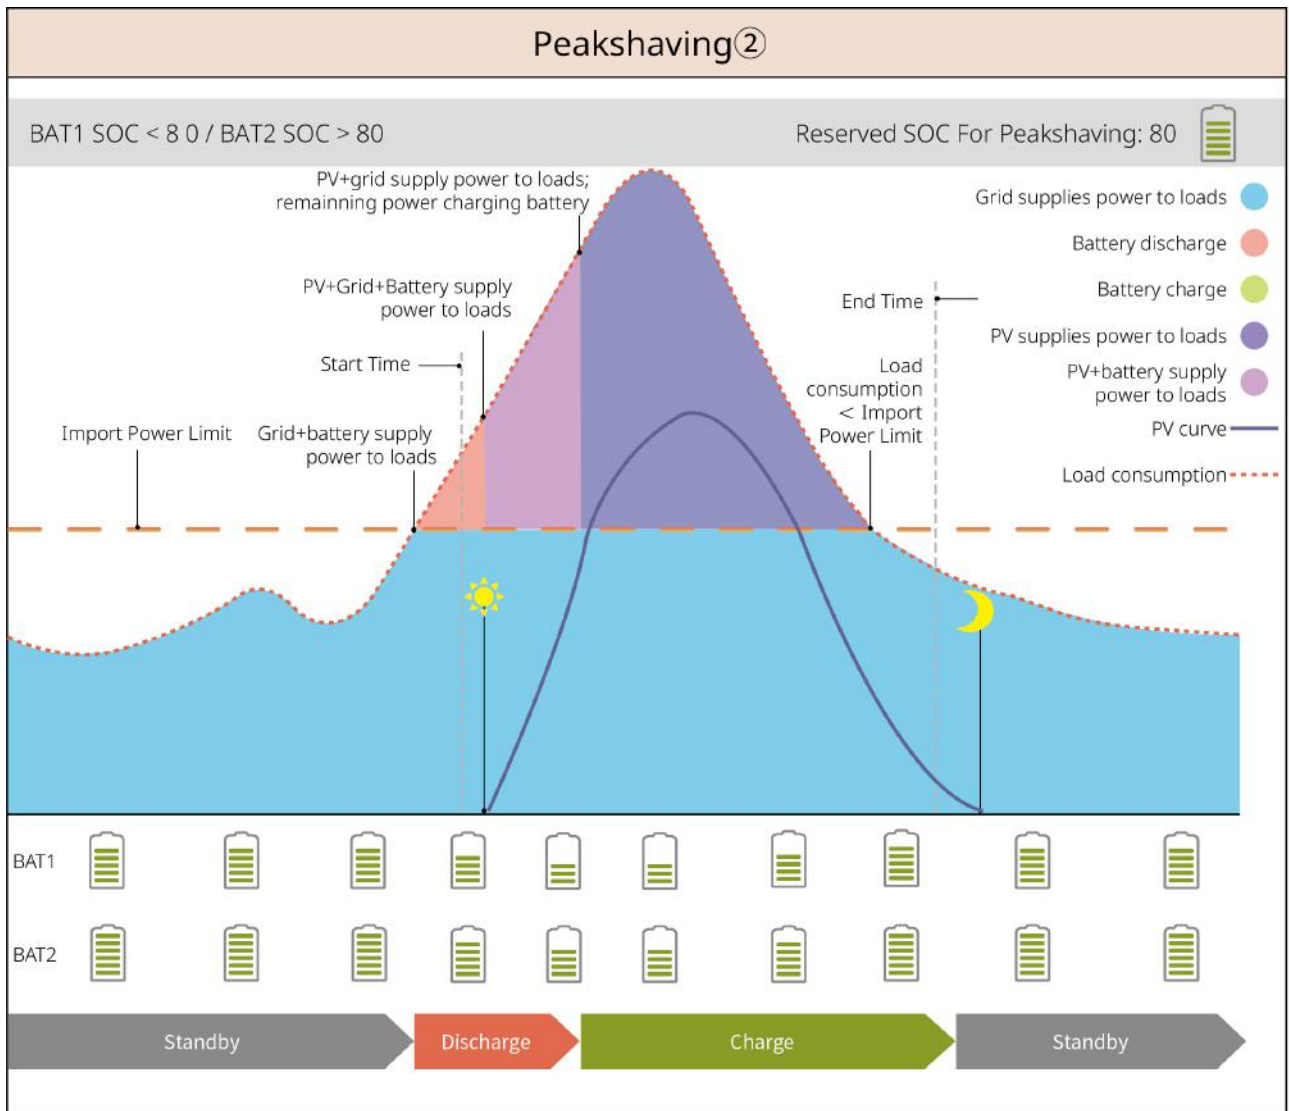 Peakshaving②
BAT1 SOC < 8 0 / BAT2 SOC > 80
Reserved SOC For Peakshaving: 80
PV+grid supply power to loads;
remainning power charging battery
PV+Grid+Battery supply
power to loads
Start Time
Import Power Limit
Grid+battery supply
power to loads
End Time
Load
consumption
< Import
Power Limit
Grid supplies power to loads
Battery discharge
Battery charge
PV supplies power to loads
PV+battery supply
power to loads
PV curve
Load consumption
BAT1
BAT2
Standby
Discharge
Charge
Standby